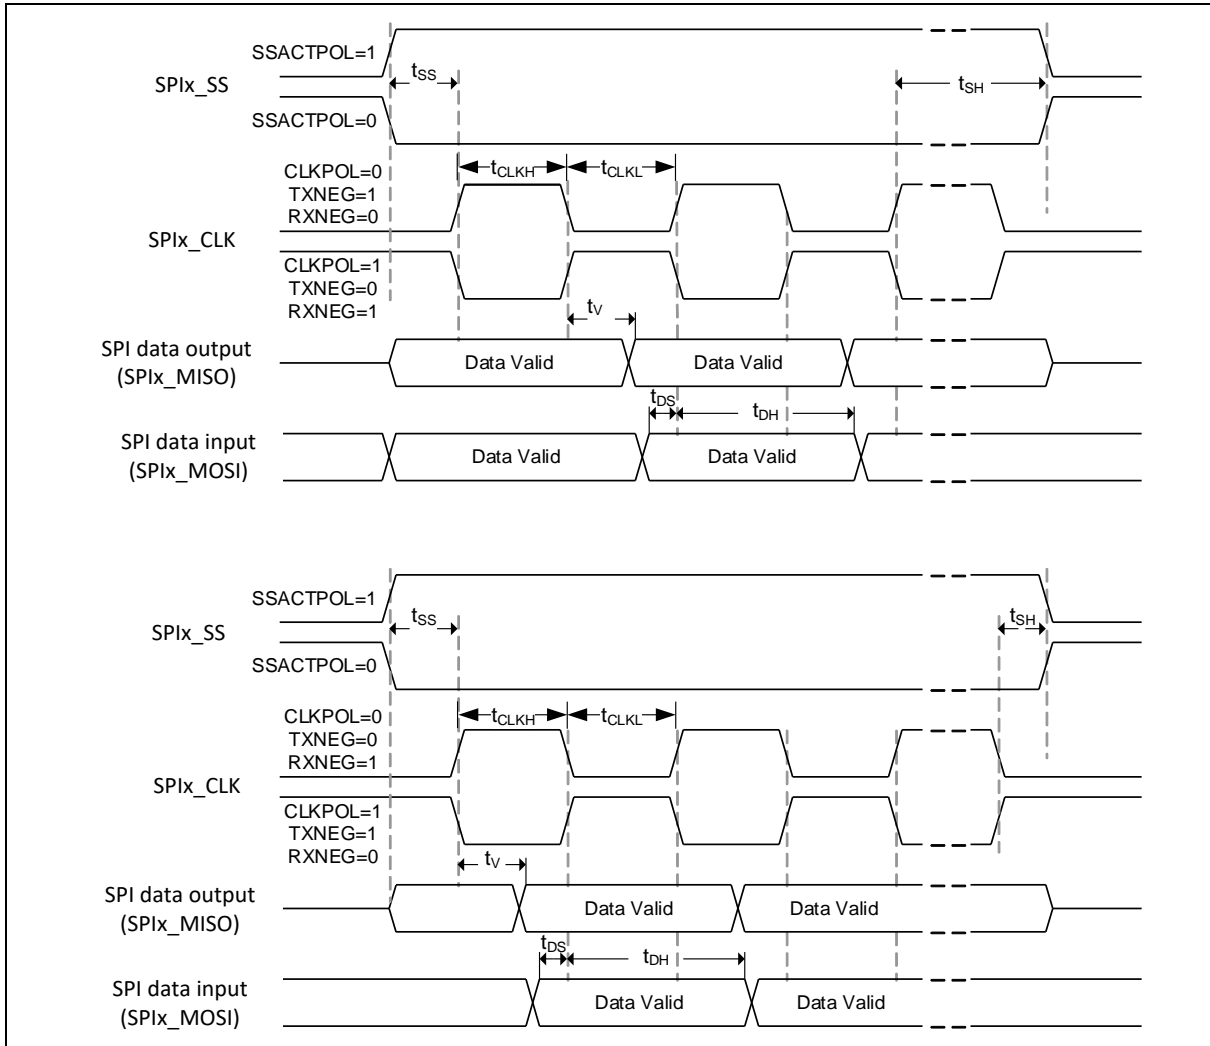 SSACTPOL=1
SPIx_SS
tSS
tSH
SSACTPOL=0
CLKPOL=0
TXNEG=1
RXNEG=0
tCLKH
tCLKL
SPIx_CLK
CLKPOL=1
TXNEG=0
RXNEG=1
tV
SPI data output
(SPIx_MISO)
Data Valid
Data Valid
tDS
tDH
SPI data input
(SPIx_MOSI)
Data Valid
Data Valid
SSACTPOL=1
SPIx_SS
tSS
tSH
SSACTPOL=0
CLKPOL=0
TXNEG=0
RXNEG=1
tCLKH
tCLKL
SPIx_CLK
CLKPOL=1
TXNEG=1
RXNEG=0
tV
SPI data output
(SPIx_MISO)
Data Valid
Data Valid
tDS
tDH
SPI data input
(SPIx_MOSI)
Data Valid
Data Valid